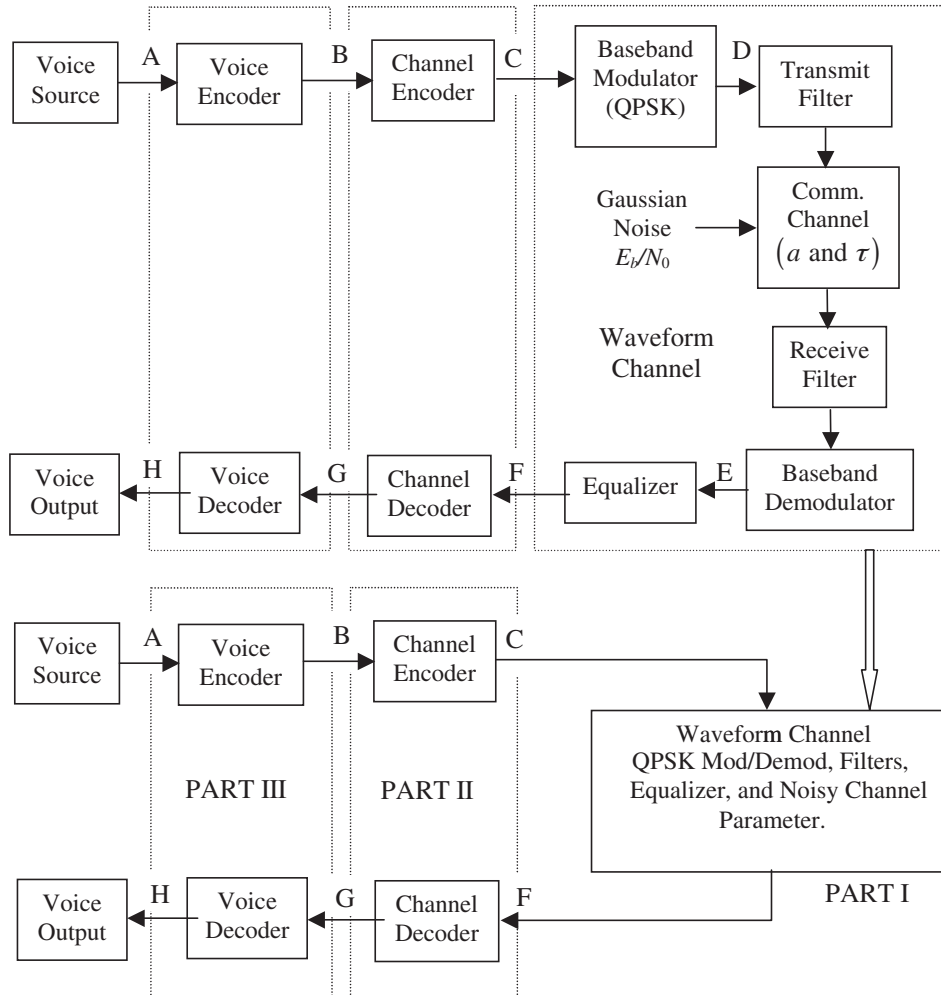 A
B
C
D
Voice
Source
Voice
Encoder
Channel
Encoder
Baseband
Modulator
(QPSK)
Transmit
Filter
Gaussian
Noise
E_b/N_0
Comm.
Channel
(a and τ)
Waveform
Channel
Receive
Filter
H
G
F
E
Voice
Output
Voice
Decoder
Channel
Decoder
Equalizer
Baseband
Demodulator
A
B
C
Voice
Source
Voice
Encoder
Channel
Encoder
Waveform Channel
QPSK Mod/Demod, Filters,
Equalizer, and Noisy Channel
Parameter.
PART III
PART II
PART I
H
G
F
Voice
Output
Voice
Decoder
Channel
Decoder